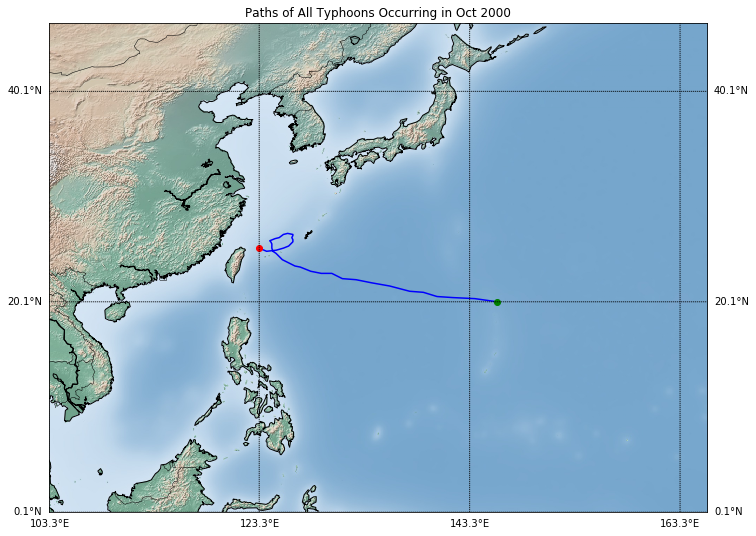 Paths of All Typhoons Occurring in Oct 2000
40.1°N 40.1°N
20.1°N 20.1°N
0.1°N 0.1°N
103.3°E 123.3°E 143.3°E 163.3°E